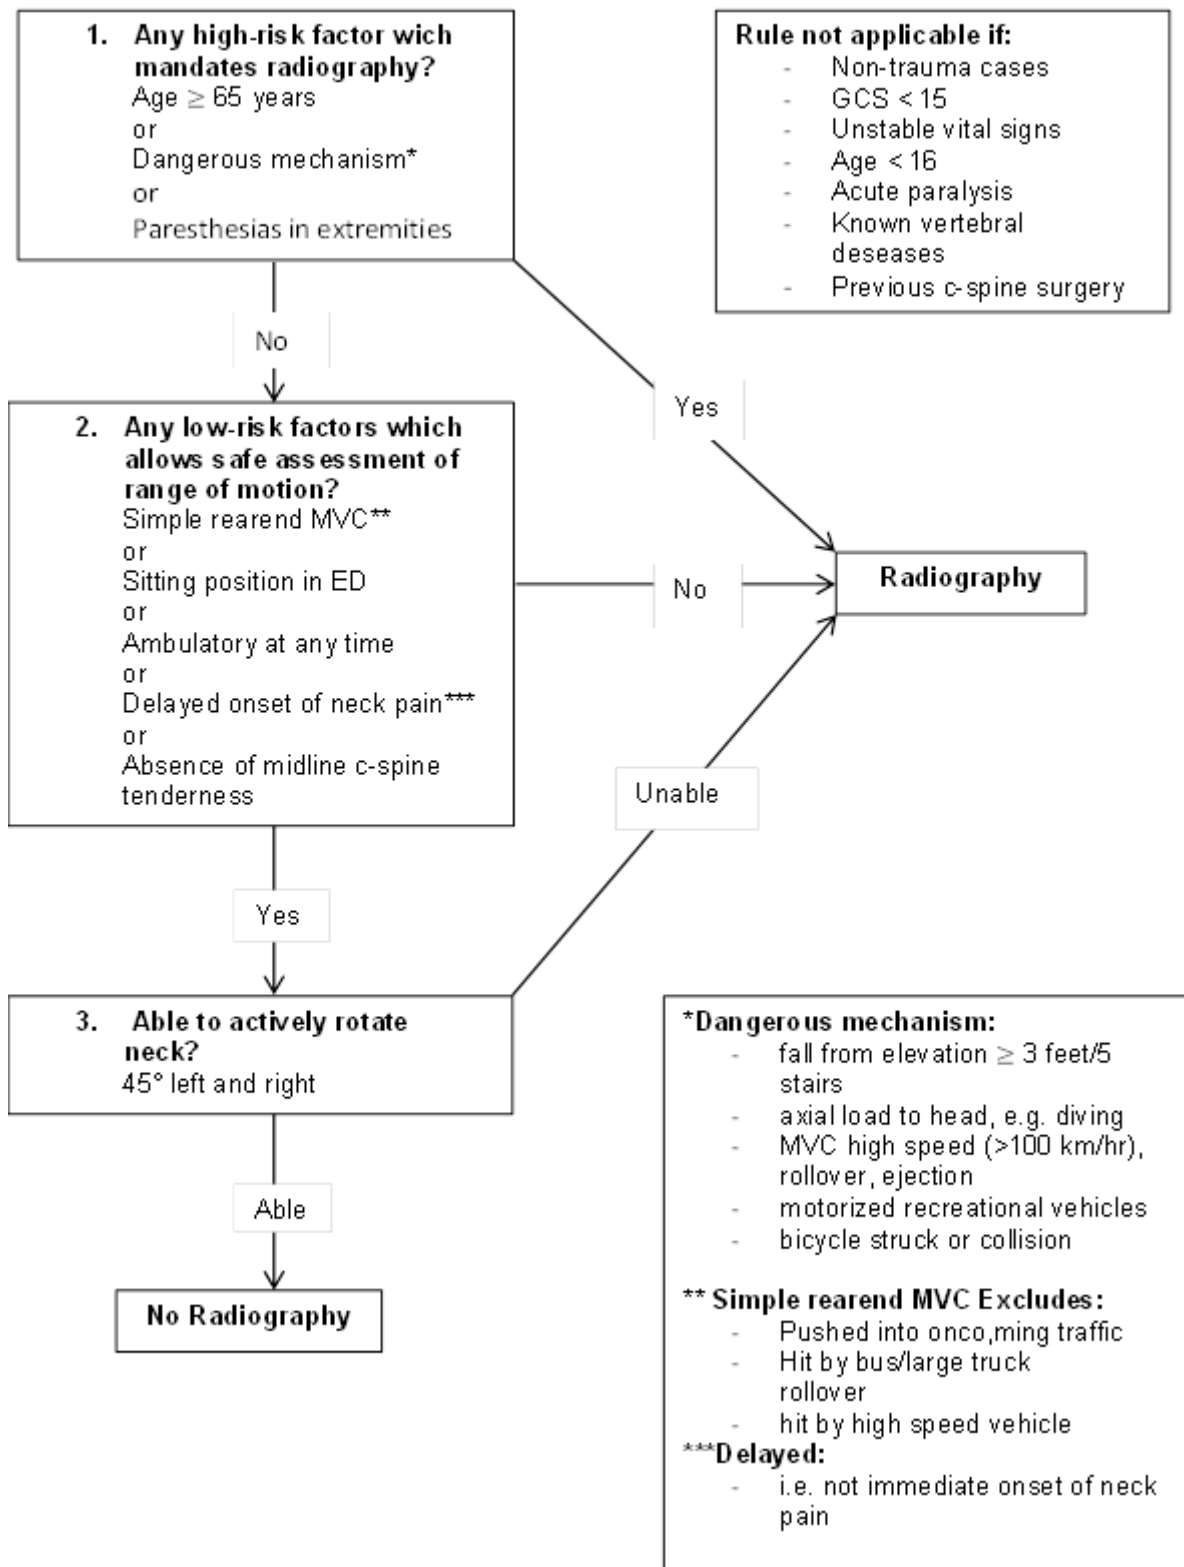 1. Any high-risk factor wich
mandates radiography?
Age ≥ 65 years
or
Dangerous mechanism*
or
Paresthesias in extremities
Rule not applicable if:
- Non-trauma cases
- GCS < 15
- Unstable vital signs
- Age < 16
- Acute paralysis
- Known vertebral
deseases
- Previous c-spine surgery
No
Yes
2. Any low-risk factors which
allows safe assessment of
range of motion?
Simple rearend MVC**
or
Sitting position in ED
or
Ambulatory at any time
or
Delayed onset of neck pain***
or
Absence of midline c-spine
tenderness
No
Radiography
Unable
Yes
3. Able to actively rotate
neck?
45° left and right
Able
No Radiography
*Dangerous mechanism:
- fall from elevation ≥ 3 feet/5
stairs
- axial load to head, e.g. diving
- MVC high speed (>100 km/hr),
rollover, ejection
- motorized recreational vehicles
- bicycle struck or collision
** Simple rearend MVC Excludes:
- Pushed into onco,ming traffic
- Hit by bus/large truck
rollover
- hit by high speed vehicle
***Delayed:
- i.e. not immediate onset of neck
pain